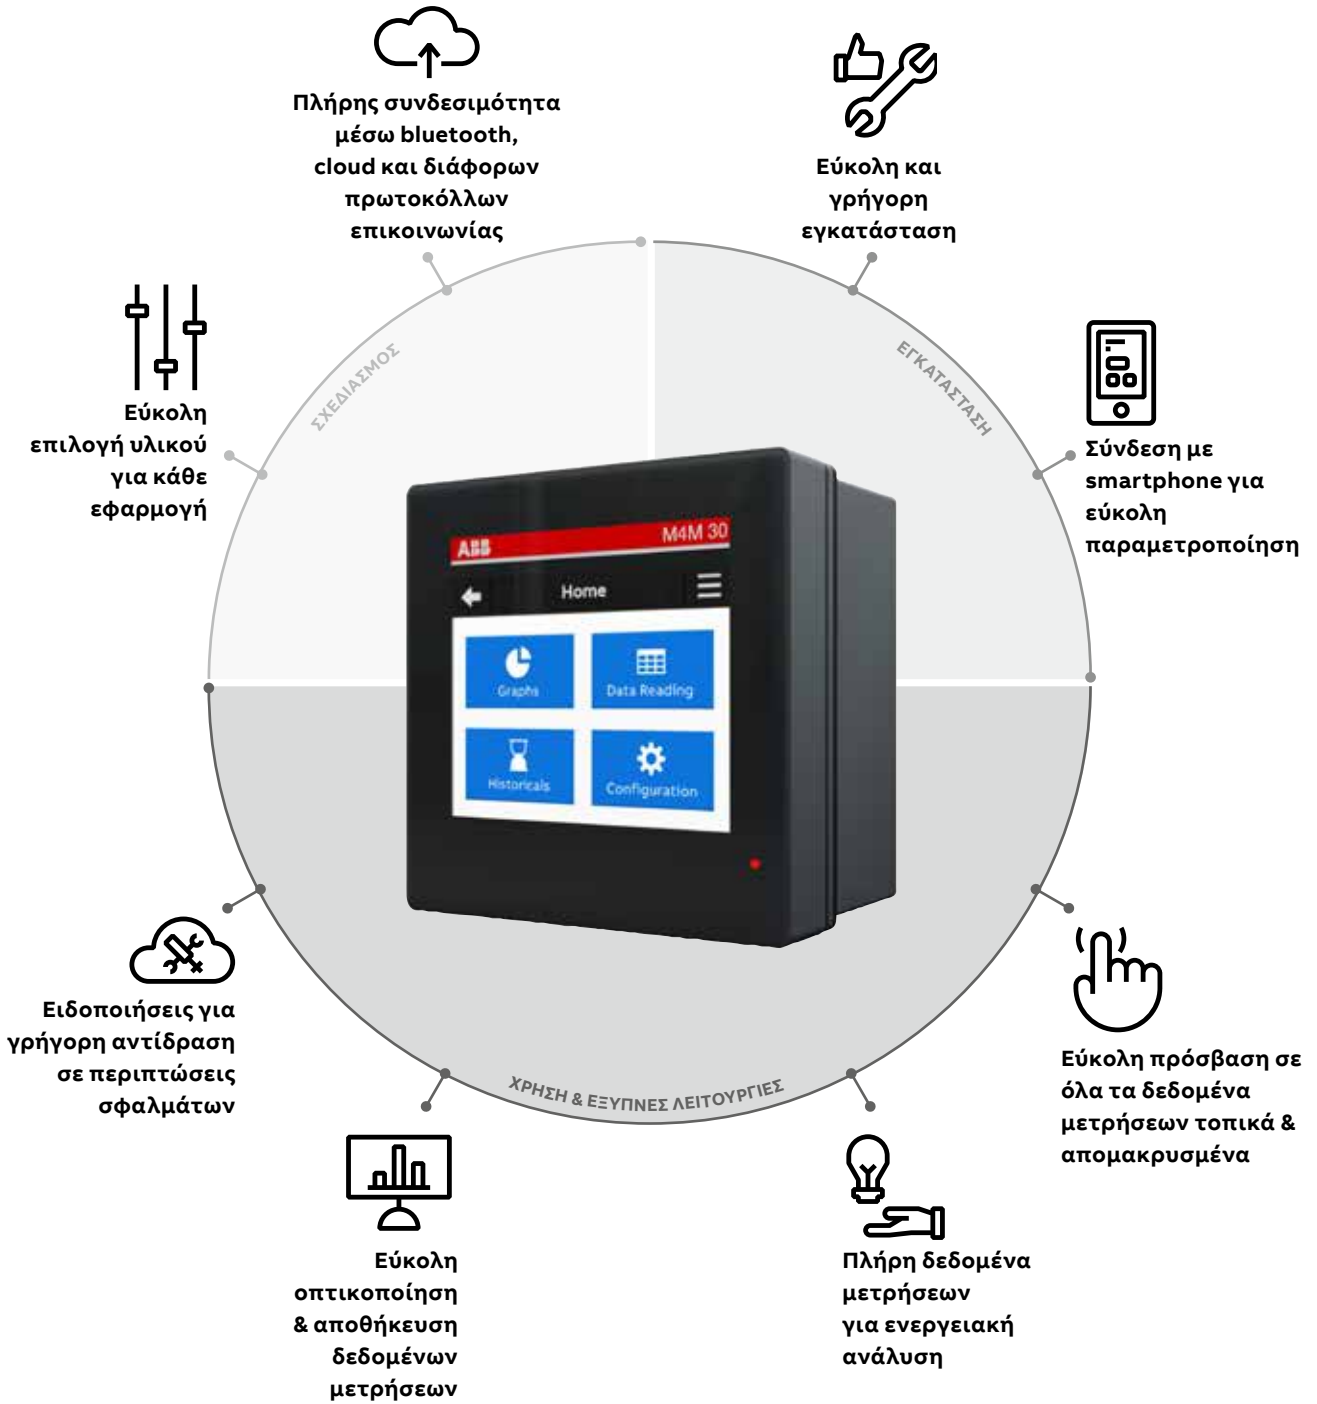 Πλήρης συνδεσιμότητα
μέσω bluetooth,
cloud και διάφορων
πρωτοκόλλων
επικοινωνίας
Εύκολη και
γρήγορη
εγκατάσταση
Εύκολη
επιλογή υλικού
για κάθε
εφαρμογή
ΣΧΕΔΙΑΣΜΟΣ
ΕΓΚΑΤΑΣΤΑΣΗ
Σύνδεση με
smartphone για
εύκολη
παραμετροποίηση
ABB M4M 30
Home
Graphs Data Reading
Historicals Configuration
Ειδοποιήσεις για
γρήγορη αντίδραση
σε περιπτώσεις
σφαλμάτων
ΧΡΗΣΗ & ΕΞΥΠΝΕΣ ΛΕΙΤΟΥΡΓΙΕΣ
Εύκολη πρόσβαση σε
όλα τα δεδομένα
μετρήσεων τοπικά &
απομακρυσμένα
Εύκολη
οπτικοποίηση
& αποθήκευση
δεδομένων
μετρήσεων
Πλήρη δεδομένα
μετρήσεων
για ενεργειακή
ανάλυση